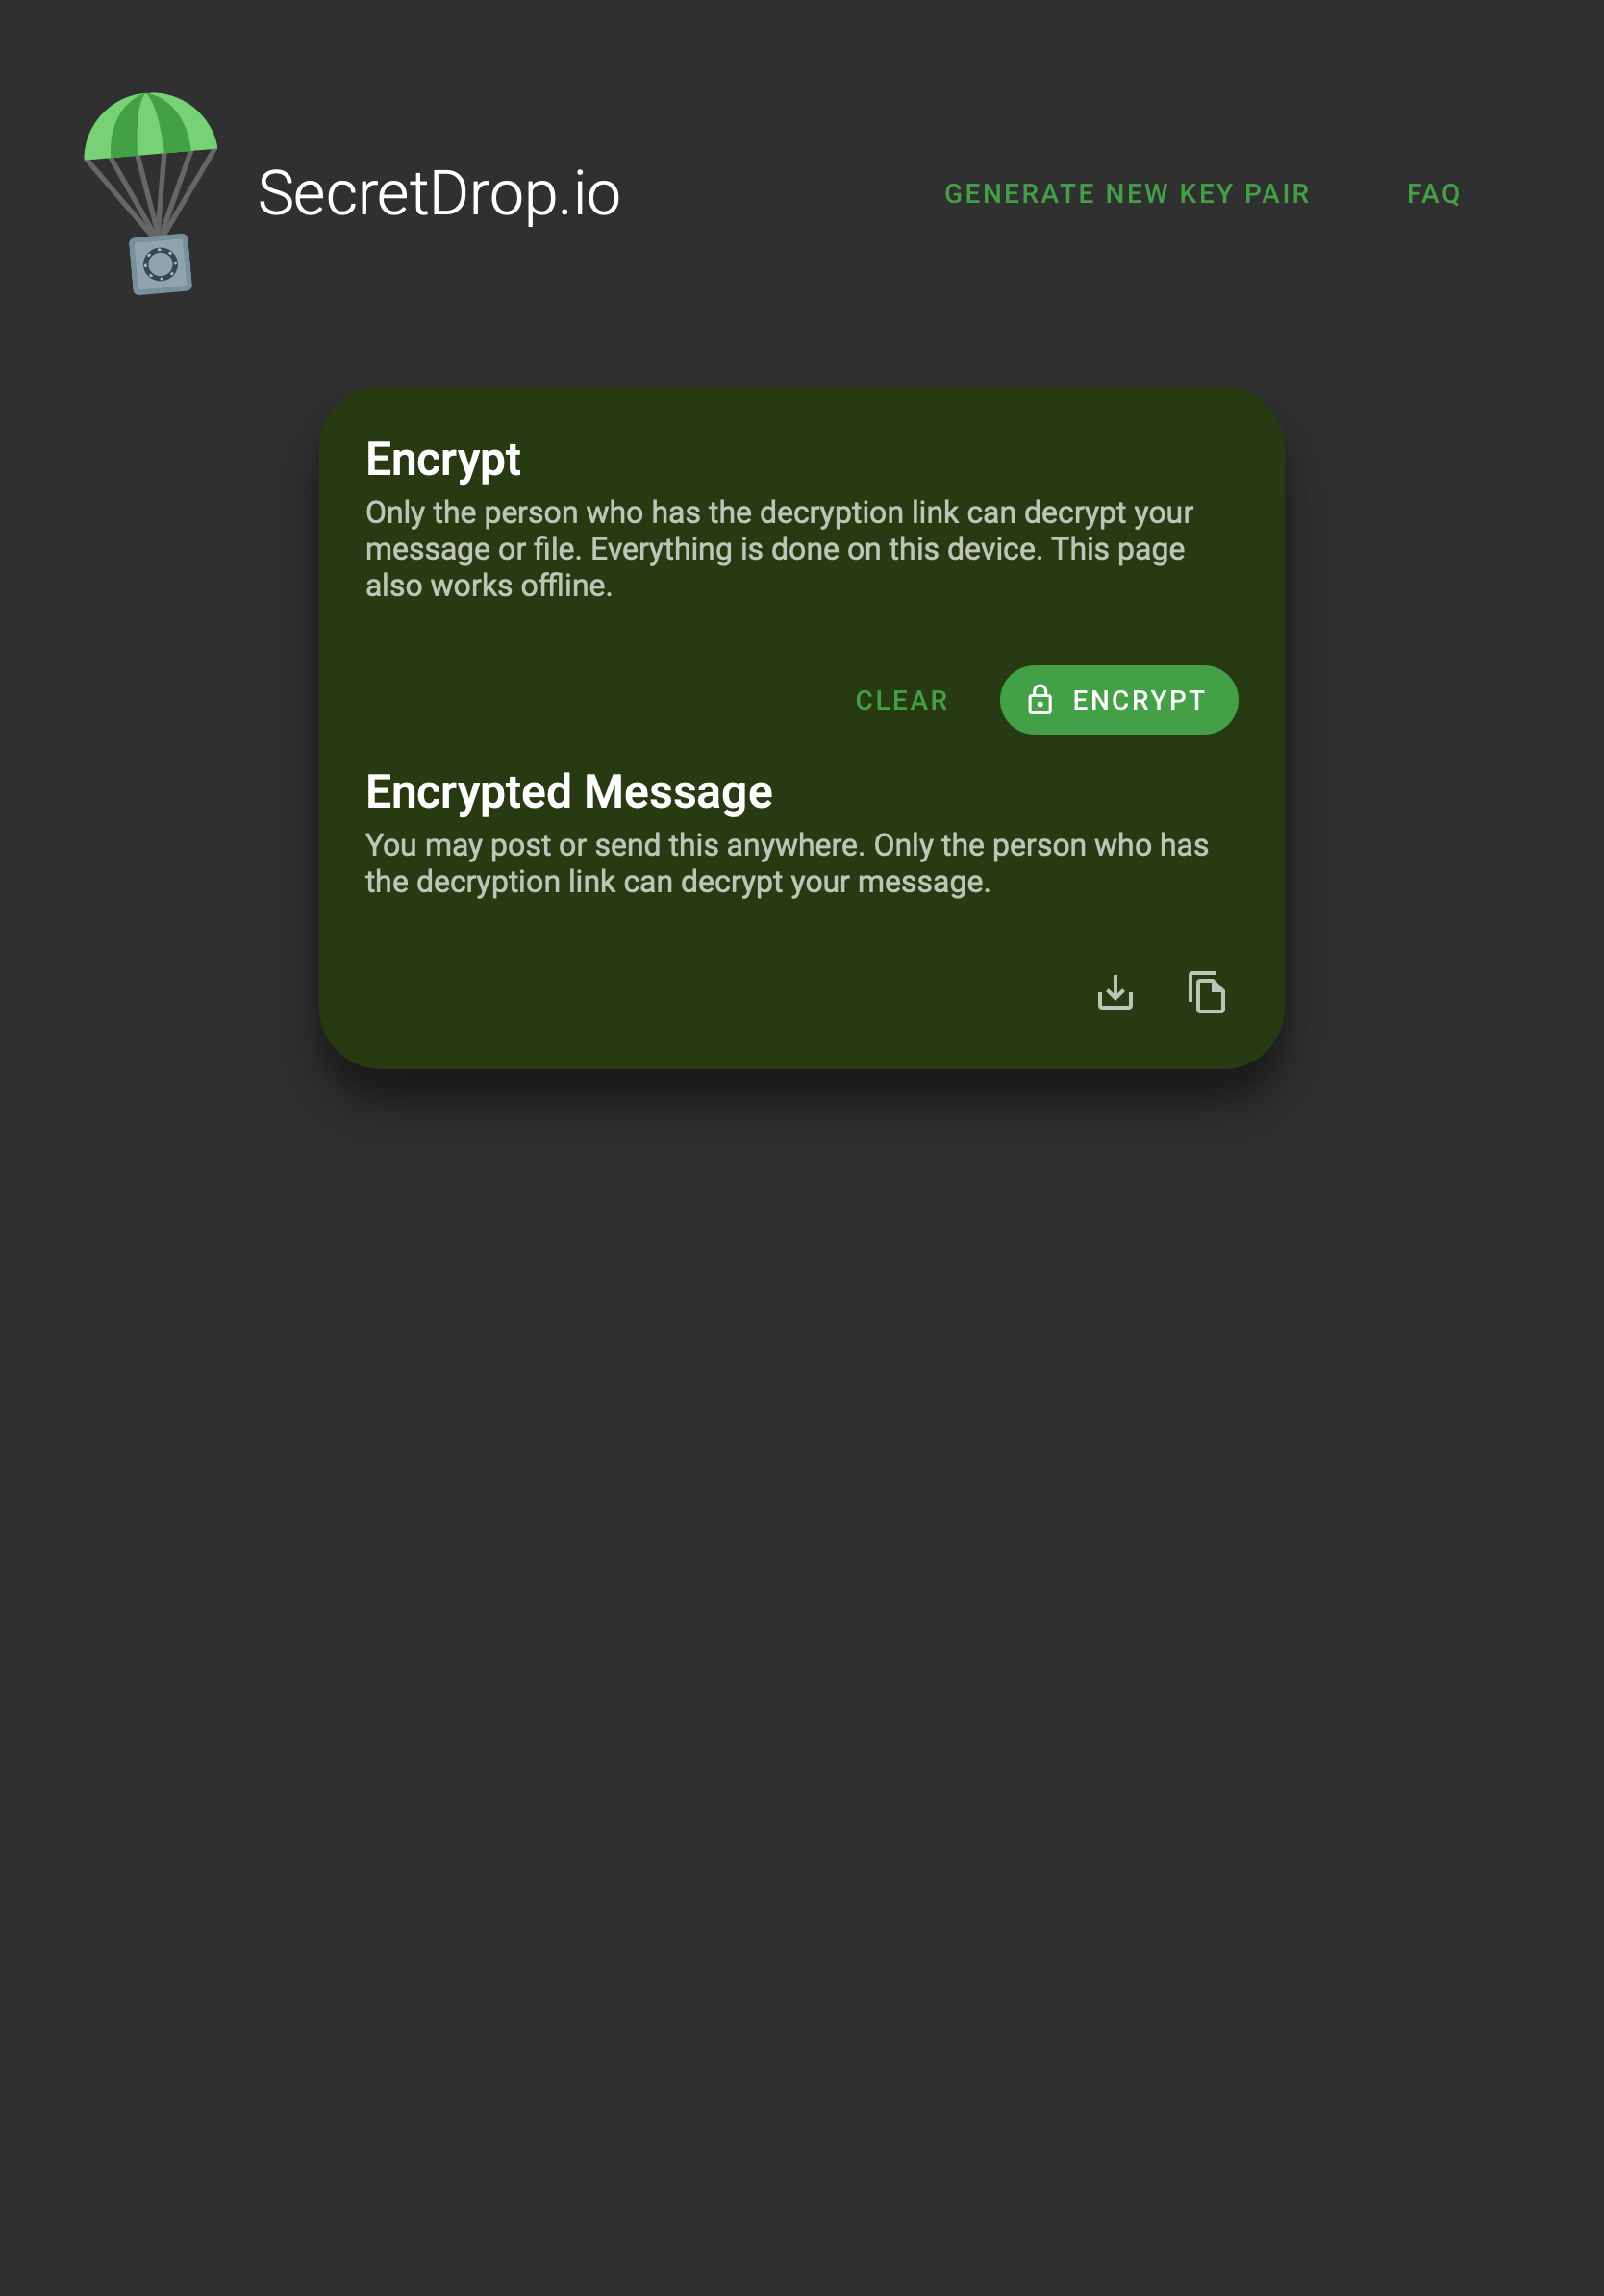 SecretDrop.io
GENERATE NEW KEY PAIR
FAQ
Encrypt
Only the person who has the decryption link can decrypt your
message or file. Everything is done on this device. This page
also works offline.
CLEAR
ENCRYPT
Encrypted Message
You may post or send this anywhere. Only the person who has
the decryption link can decrypt your message.